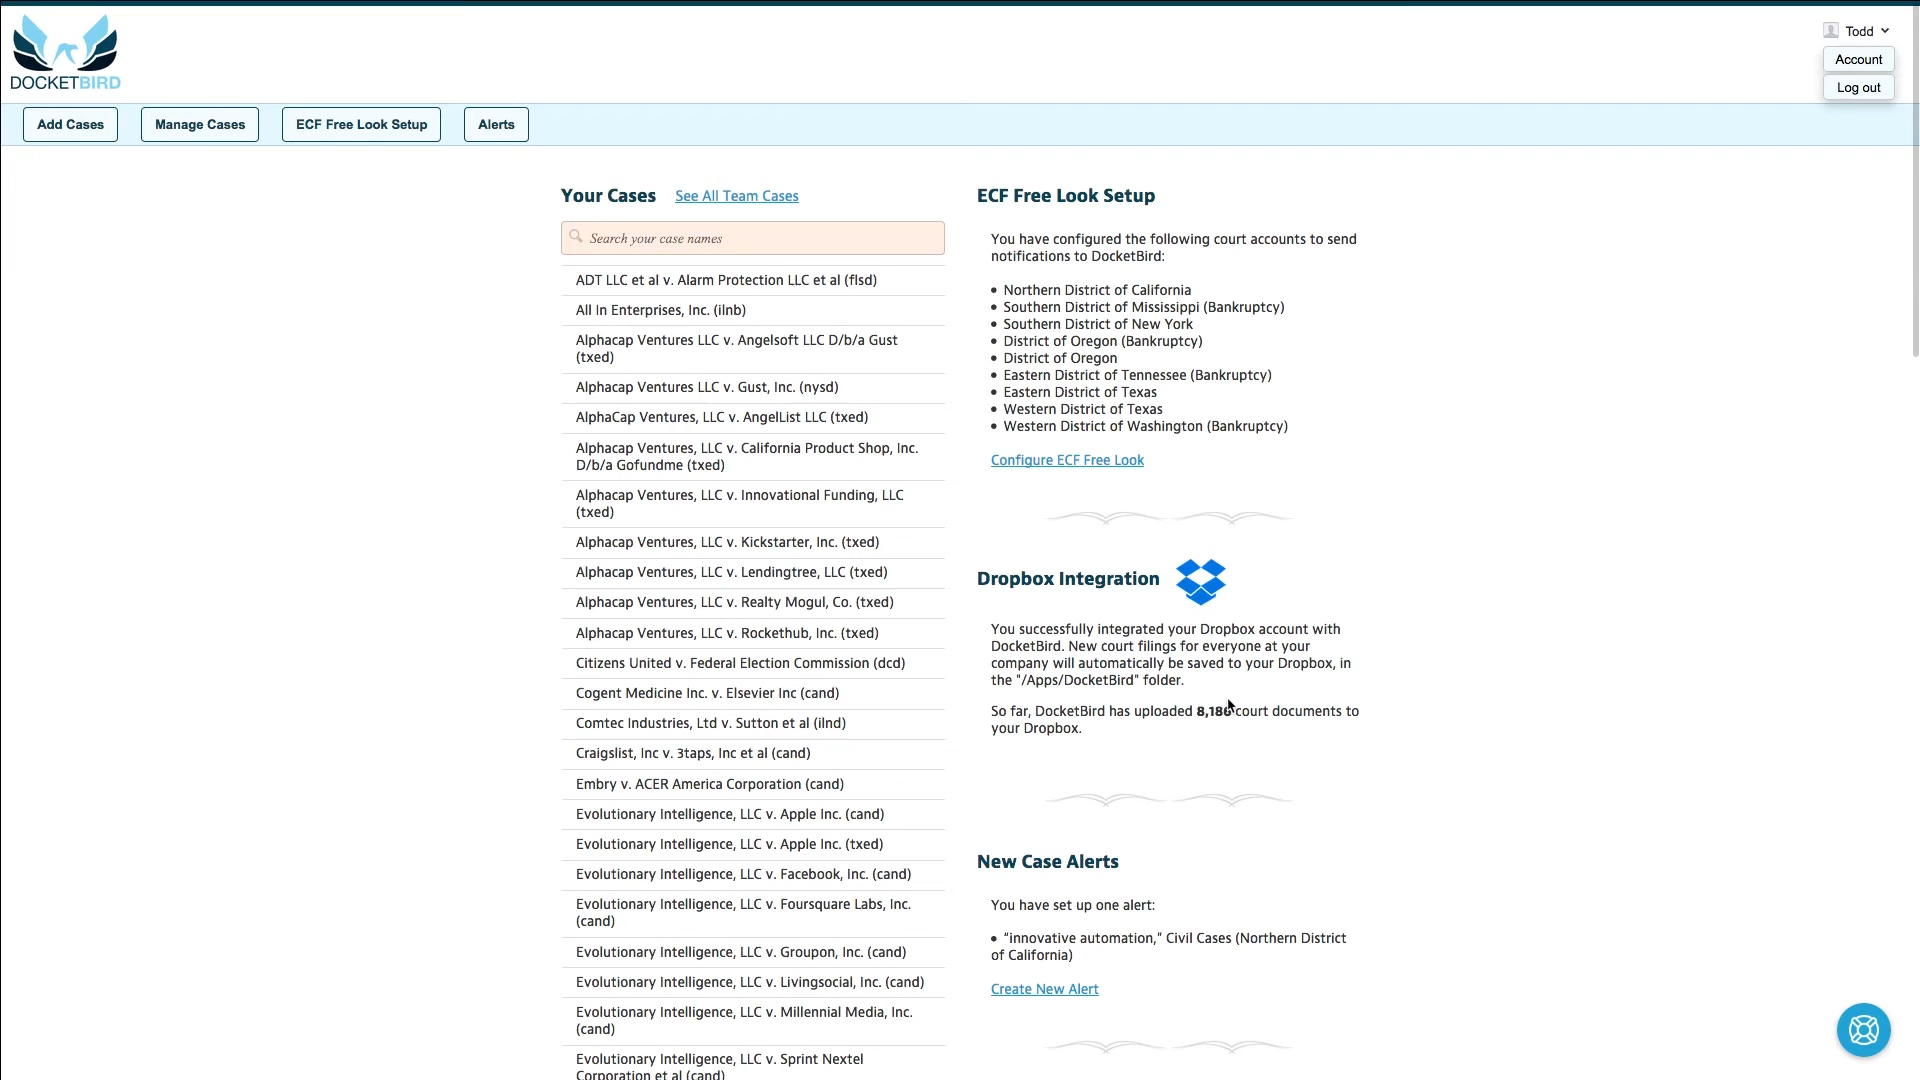 DOCKETBIRD
Todd
Account
Log out
Add Cases
Manage Cases
ECF Free Look Setup
Alerts
Your Cases
See All Team Cases
Search your case names
ADT LLC et al v. Alarm Protection LLC et al (flsd)
All In Enterprises, Inc. (ilnb)
Alphacap Ventures LLC v. Angelsoft LLC D/b/a Gust
(txed)
Alphacap Ventures LLC v. Gust, Inc. (nysd)
AlphaCap Ventures, LLC v. AngelList LLC (txed)
Alphacap Ventures, LLC v. California Product Shop, Inc.
D/b/a Gofundme (txed)
Alphacap Ventures, LLC v. Innovational Funding, LLC
(txed)
Alphacap Ventures, LLC v. Kickstarter, Inc. (txed)
Alphacap Ventures, LLC v. Lendingtree, LLC (txed)
Alphacap Ventures, LLC v. Realty Mogul, Co. (txed)
Alphacap Ventures, LLC v. Rockethub, Inc. (txed)
Citizens United v. Federal Election Commission (dcd)
Cogent Medicine Inc. v. Elsevier Inc (cand)
Comtec Industries, Ltd v. Sutton et al (ilnd)
Craigslist, Inc v. 3taps, Inc et al (cand)
Embry v. ACER America Corporation (cand)
Evolutionary Intelligence, LLC v. Apple Inc. (cand)
Evolutionary Intelligence, LLC v. Apple Inc. (txed)
Evolutionary Intelligence, LLC v. Facebook, Inc. (cand)
Evolutionary Intelligence, LLC v. Foursquare Labs, Inc.
(cand)
Evolutionary Intelligence, LLC v. Groupon, Inc. (cand)
Evolutionary Intelligence, LLC v. Livingsocial, Inc. (cand)
Evolutionary Intelligence, LLC v. Millennial Media, Inc.
(cand)
Evolutionary Intelligence, LLC v. Sprint Nextel
Corporation et al (cand)
ECF Free Look Setup
You have configured the following court accounts to send
notifications to DocketBird:
• Northern District of California
• Southern District of Mississippi (Bankruptcy)
• Southern District of New York
• District of Oregon (Bankruptcy)
• District of Oregon
• Eastern District of Tennessee (Bankruptcy)
• Eastern District of Texas
• Western District of Texas
• Western District of Washington (Bankruptcy)
Configure ECF Free Look
Dropbox Integration
You successfully integrated your Dropbox account with
DocketBird. New court filings for everyone at your
company will automatically be saved to your Dropbox, in
the "/Apps/DocketBird" folder.
So far, DocketBird has uploaded court documents to
your Dropbox.
New Case Alerts
You have set up one alert:
• "innovative automation," Civil Cases (Northern District
of California)
Create New Alert